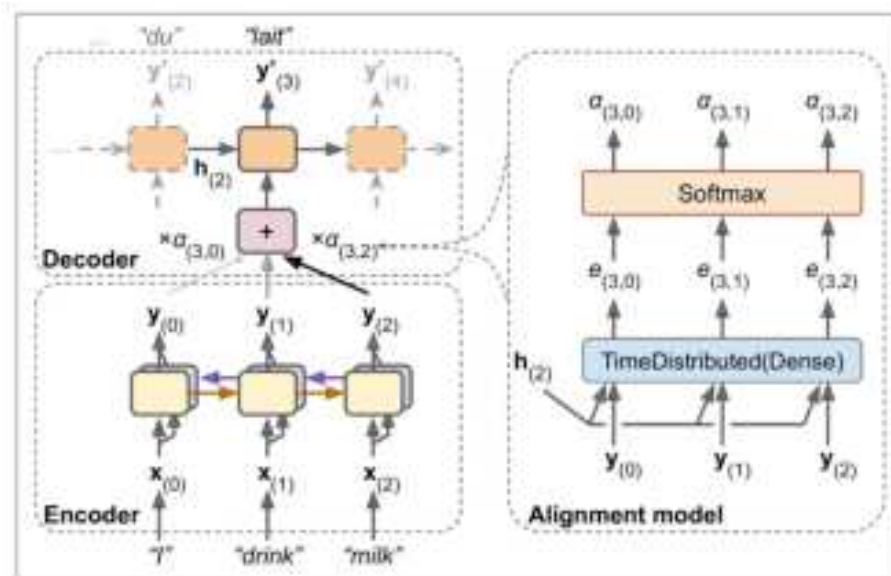 ... "du" "lait"
y'(2) y'(3) y'(4)
h(2)
+
×α(3,0) ×α(3,2)
Decoder
y(0) y(1) y(2)
x(0) x(1) x(2)
Encoder
"I" "drink" "milk"
α(3,0) α(3,1) α(3,2)
Softmax
e(3,0) e(3,1) e(3,2)
TimeDistributed(Dense)
h(2)
y(0) y(1) y(2)
Alignment model